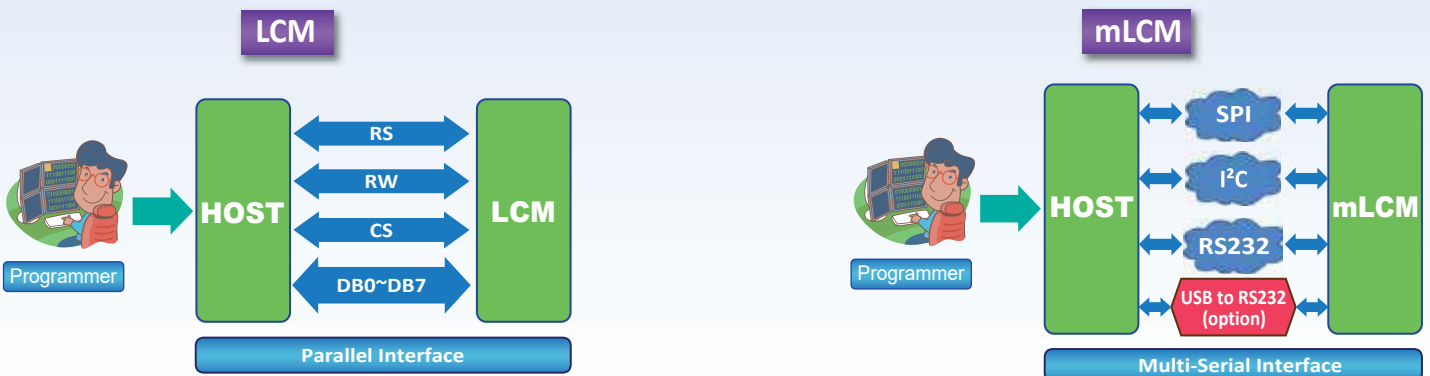 LCM
HOST
RS
RW
CS
DB0~DB7
LCM
Programmer
Parallel Interface
mLCM
HOST
SPI
I²C
RS232
USB to RS232
(option)
mLCM
Programmer
Multi-Serial Interface